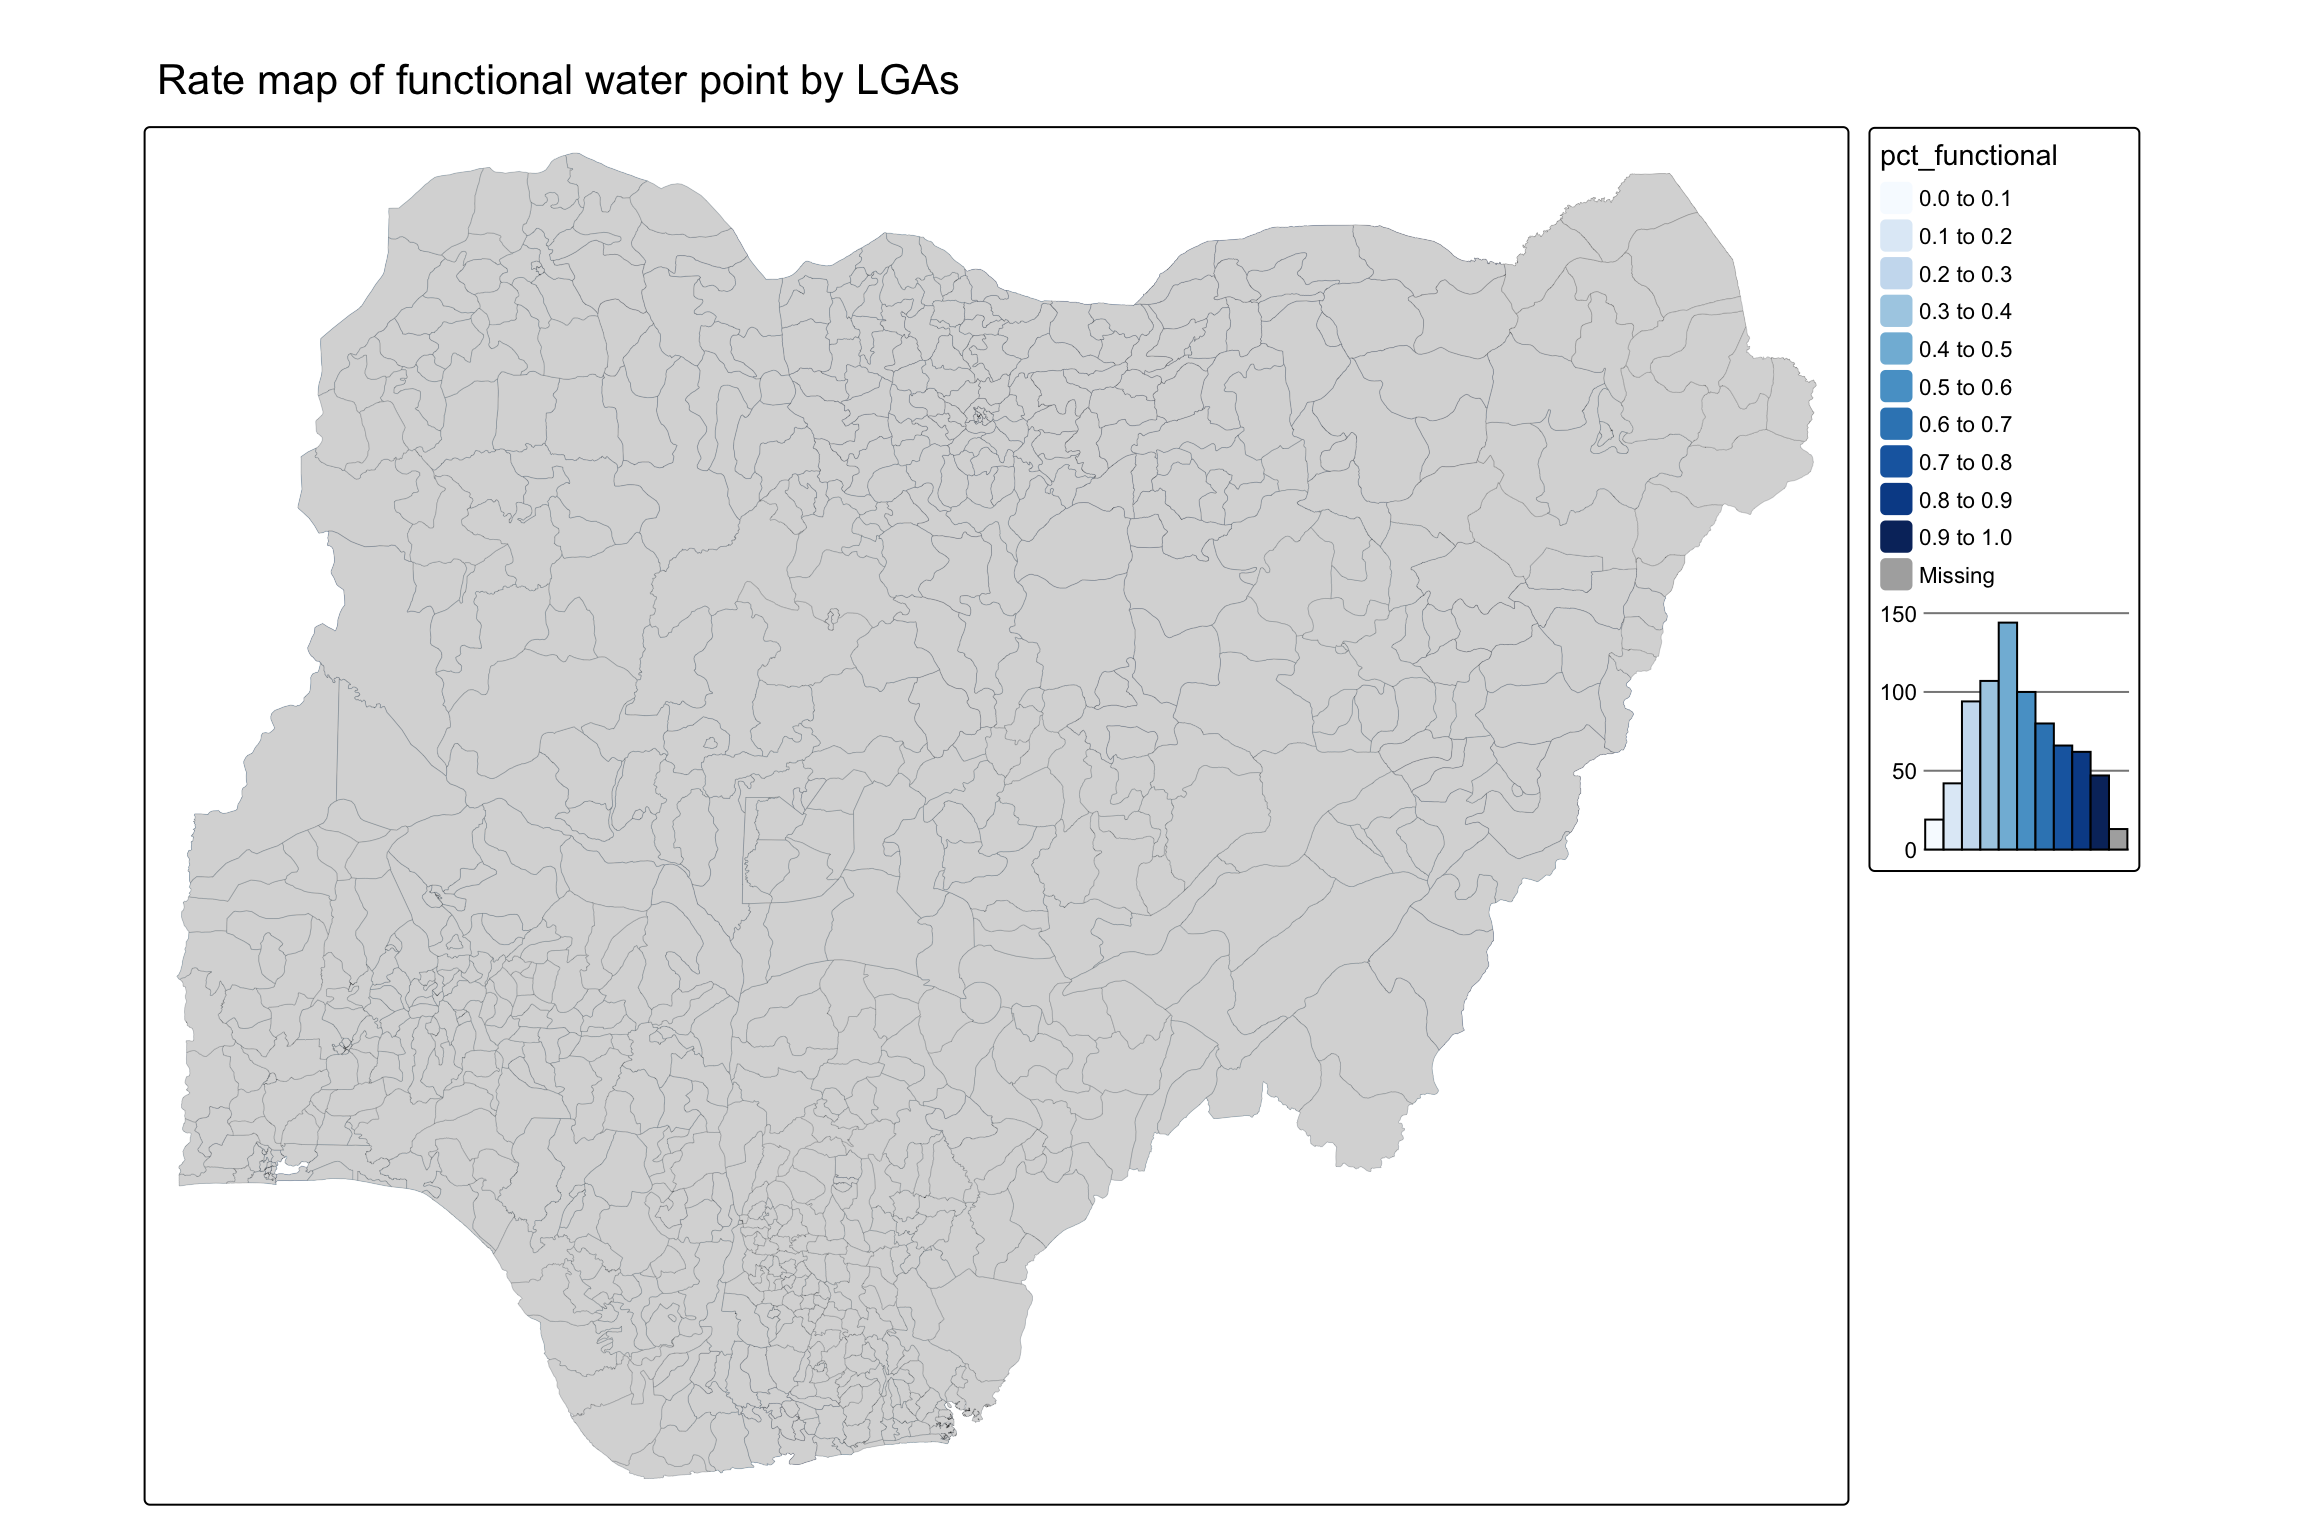 Rate map of functional water point by LGAs
pct_functional
0.0 to 0.1
0.1 to 0.2
0.2 to 0.3
0.3 to 0.4
0.4 to 0.5
0.5 to 0.6
0.6 to 0.7
0.7 to 0.8
0.8 to 0.9
0.9 to 1.0
Missing
150
100
50
0